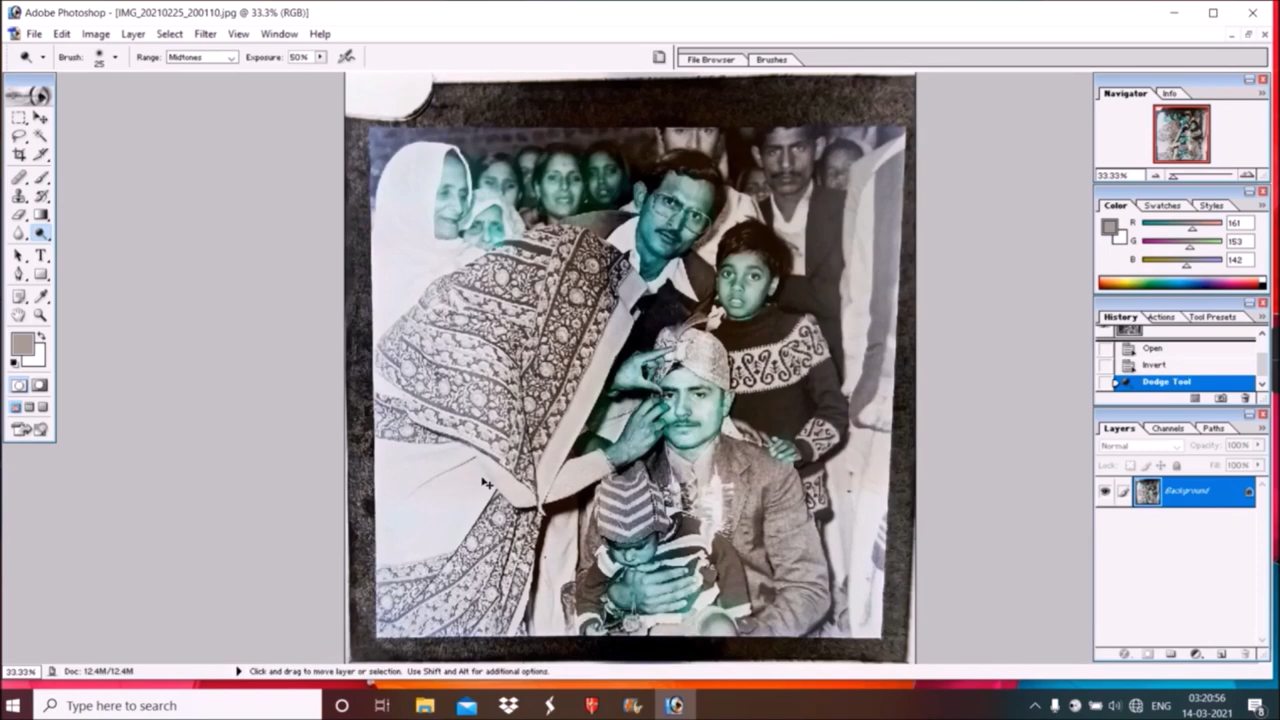 Adobe Photoshop - [IMG_20210225_200110.jpg @ 33.3% (RGB)]
File Edit Image Layer Select Filter View Window Help
Brush: 25 Range: Midtones Exposure: 50% File Browser Brushes
Navigator Info
33.33%
Color Swatches Styles
R 161
G 153
B 142
History Actions Tool Presets
Open
Invert
Dodge Tool
Layers Channels Paths
Normal Opacity: 100%
Lock: Fill: 100%
Background
33.33% Doc: 12.4M/12.4M Click and drag to move layer or selection. Use Shift and Alt for additional options.
Type here to search
ENG 03:20:56
14-03-2021 8